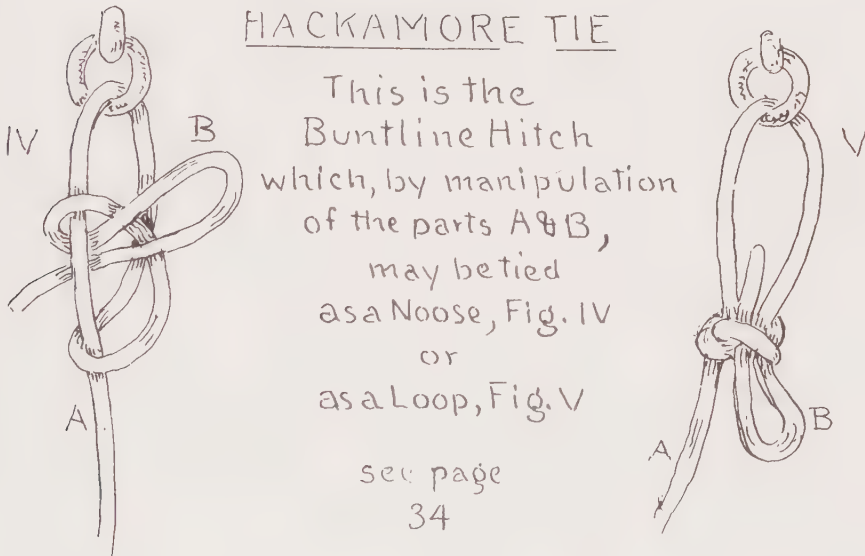 HACKAMORE TIE
IV
B
V
This is the
Buntline Hitch
which, by manipulation
of the parts A&B,
may be tied
as a Noose, Fig. IV
or
as a Loop, Fig. V
A
A
B
see page
34